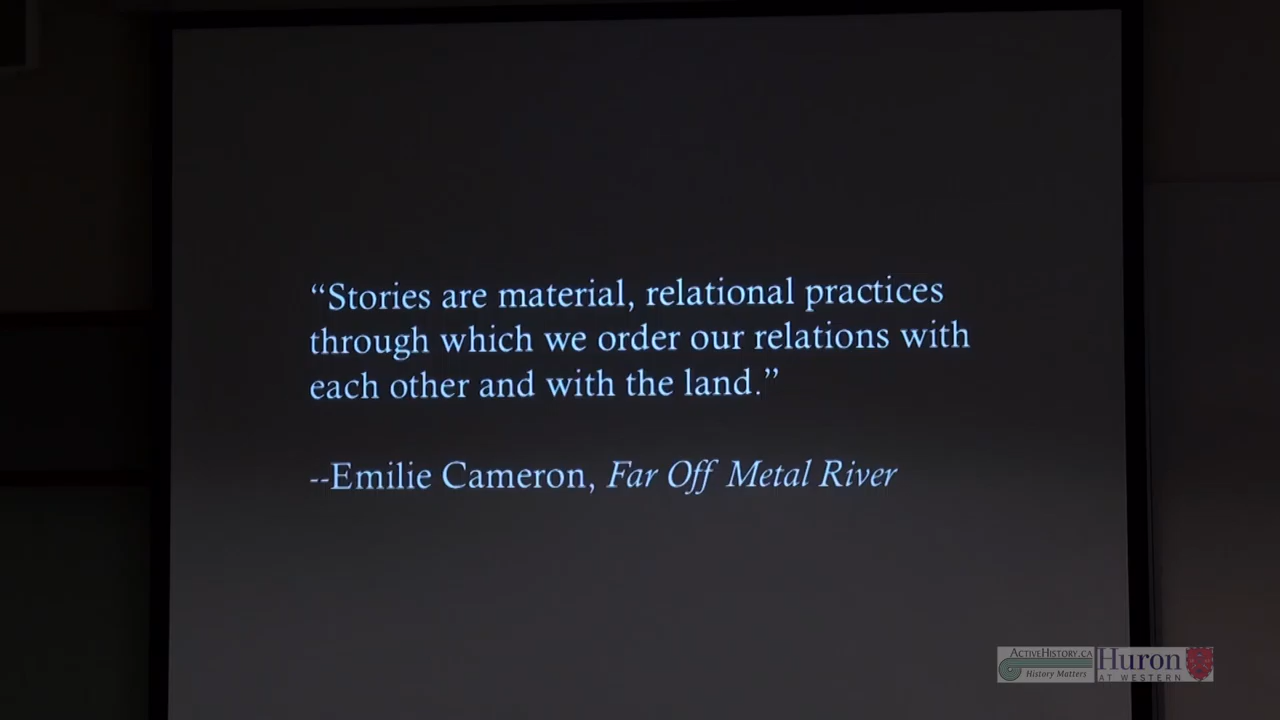 “Stories are material, relational practices
through which we order our relations with
each other and with the land.”
--Emilie Cameron, Far Off Metal River
ACTIVEHISTORY.CA
History Matters
Huron
AT WESTERN